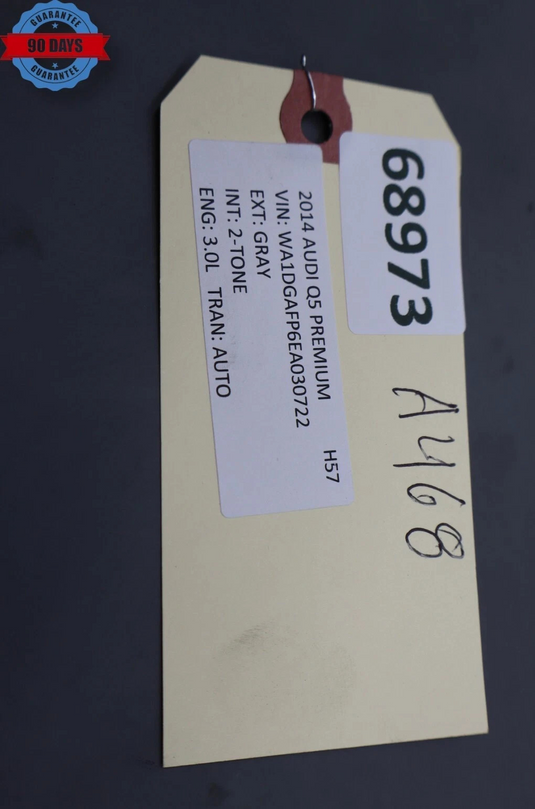 GUARANTEE
90 DAYS
GUARANTEE
68973
2014 AUDI Q5 PREMIUM
H57
VIN: WA1DGAFP6EA030722
EXT: GRAY
INT: 2-TONE
ENG: 3.0L TRAN: AUTO
A468